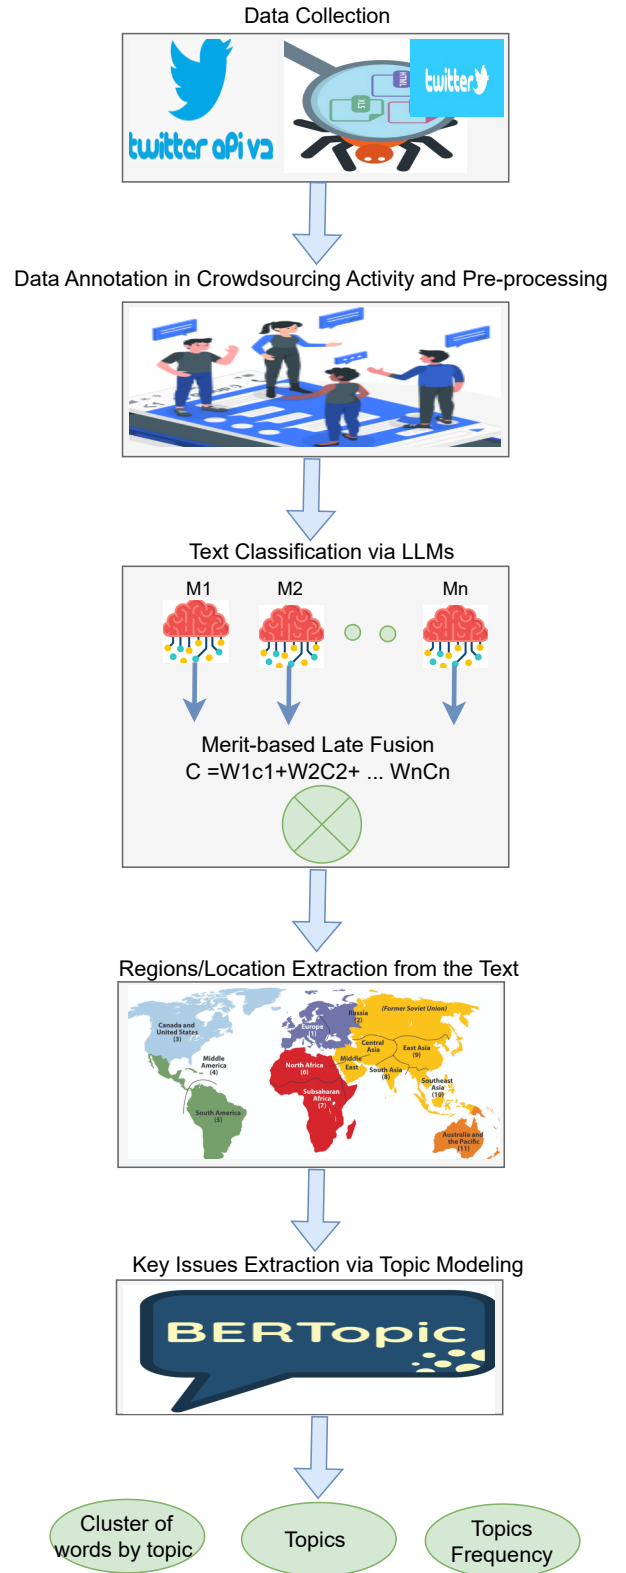 Data Collection
twitter api v2
HTML
XLS
twitter
Data Annotation in Crowdsourcing Activity and Pre-processing
Text Classification via LLMs
M1 M2 Mn
Merit-based Late Fusion
C =W1c1+W2C2+ ... WnCn
Regions/Location Extraction from the Text
Canada and
United States
(3)
Middle
America
(4)
South America
(5)
Europe
(1)
Russia
(2)
(Former Soviet Union)
Central
Asia
East Asia
(9)
Middle
East
North Africa
(6)
South Asia
(8)
Subsaharan
Africa
(7)
Southeast
Asia
(10)
Australia and
the Pacific
(11)
Key Issues Extraction via Topic Modeling
BERTopic
Cluster of
words by topic
Topics
Topics
Frequency